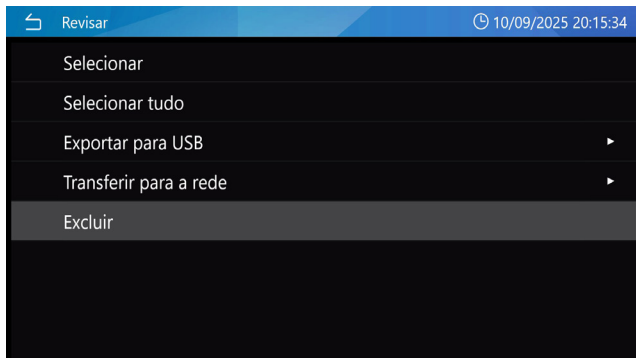 Revisar 10/09/2025 20:15:34
Selecionar
Selecionar tudo
Exportar para USB
Transferir para a rede
Excluir